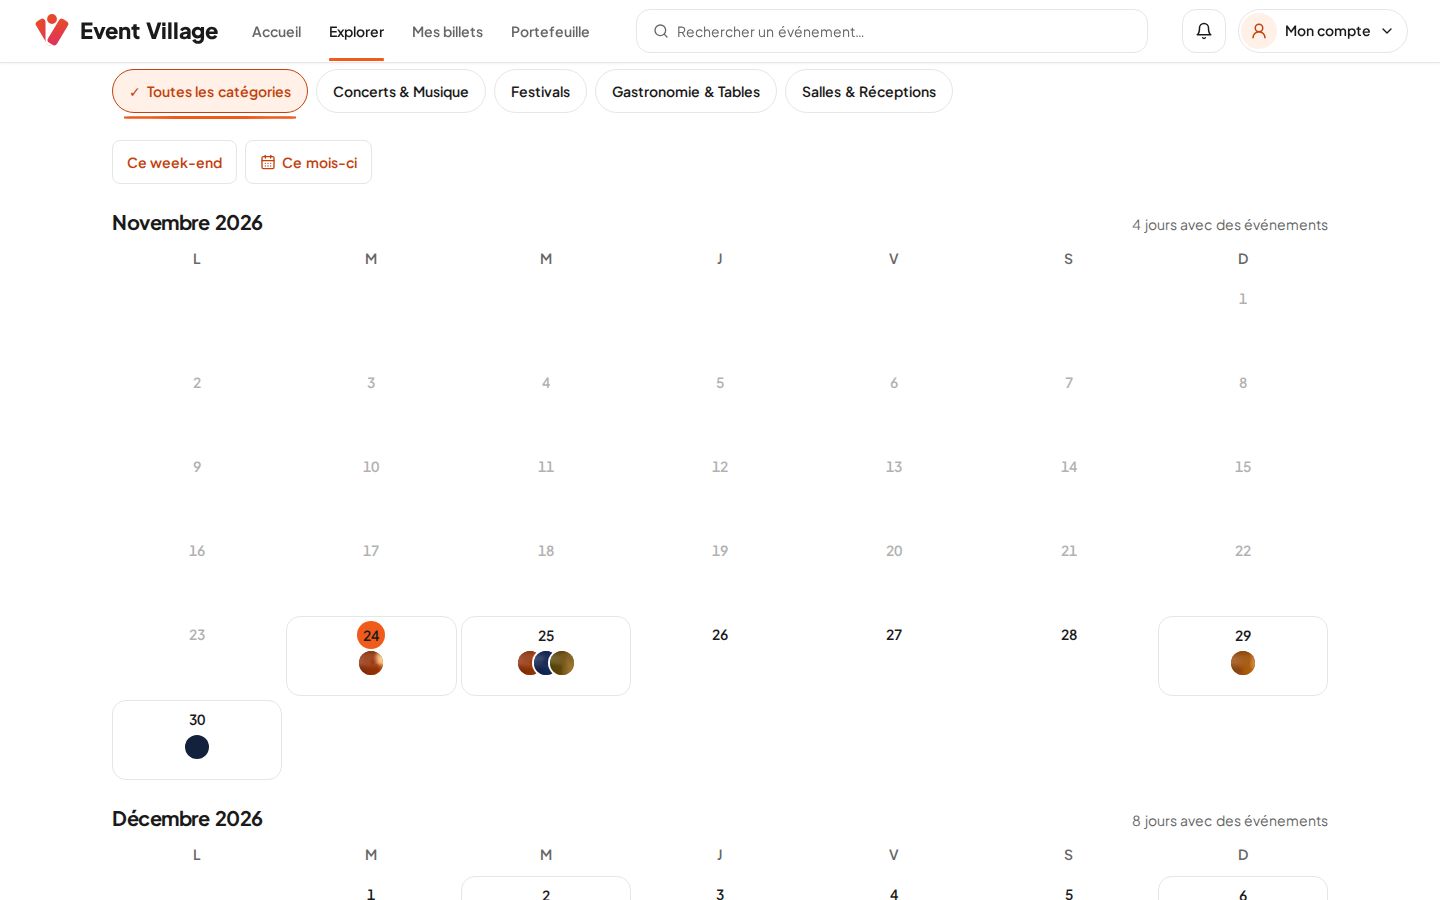 Event Village
Accueil
Explorer
Mes billets
Portefeuille
Rechercher un événement…
Mon compte
✓ Toutes les catégories
Concerts & Musique
Festivals
Gastronomie & Tables
Salles & Réceptions
Ce week-end
Ce mois-ci
Novembre 2026
4 jours avec des événements
L M M J V S D
1
2 3 4 5 6 7 8
9 10 11 12 13 14 15
16 17 18 19 20 21 22
23 24 25 26 27 28 29
30
Décembre 2026
8 jours avec des événements
L M M J V S D
1 2 3 4 5 6